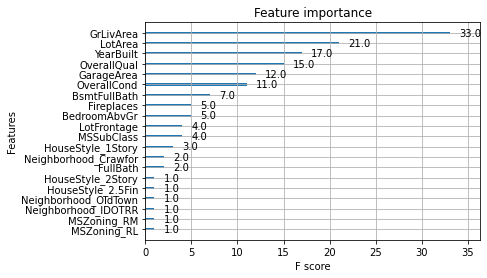 Feature importance
Features
GrLivArea 33.0
LotArea 21.0
YearBuilt 17.0
OverallQual 15.0
GarageArea 12.0
OverallCond 11.0
BsmtFullBath 7.0
Fireplaces 5.0
BedroomAbvGr 5.0
LotFrontage 4.0
MSSubClass 4.0
HouseStyle_1Story 3.0
Neighborhood_Crawfor 2.0
FullBath 2.0
HouseStyle_2Story 1.0
HouseStyle_2.5Fin 1.0
Neighborhood_OldTown 1.0
Neighborhood_IDOTRR 1.0
MSZoning_RM 1.0
MSZoning_RL 1.0
0 5 10 15 20 25 30 35
F score